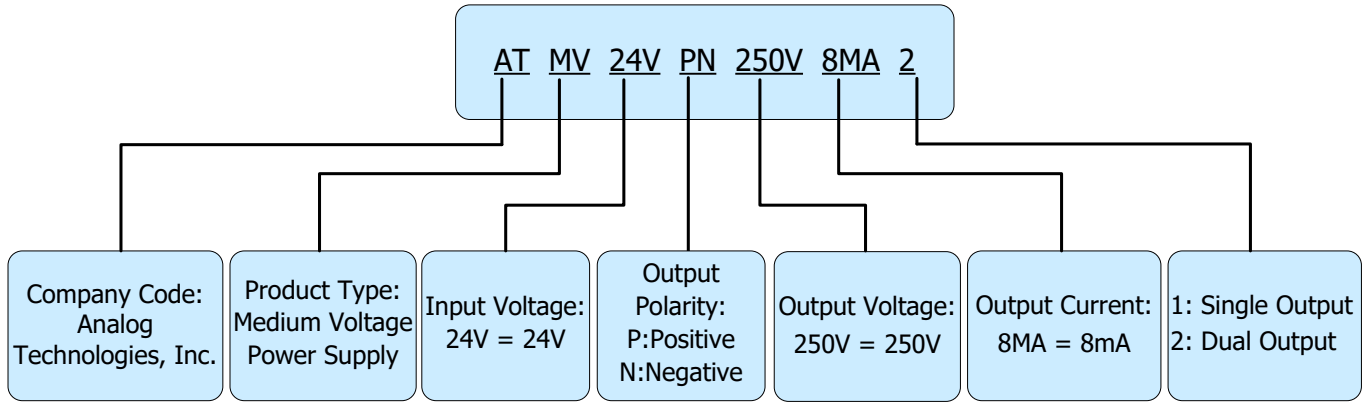 AT MV 24V PN 250V 8MA 2
Company Code:
Analog
Technologies, Inc.
Product Type:
Medium Voltage
Power Supply
Input Voltage:
24V = 24V
Output
Polarity:
P:Positive
N:Negative
Output Voltage:
250V = 250V
Output Current:
8MA = 8mA
1: Single Output
2: Dual Output